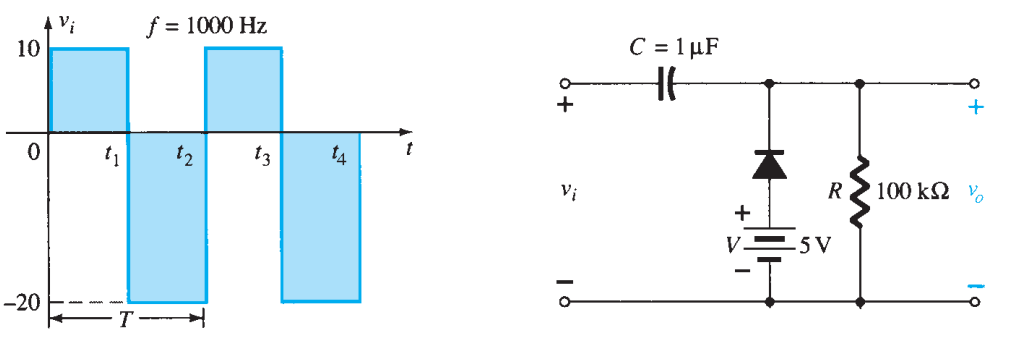 vᵢ
f = 1000 Hz
10
0
t₁
t₂
t₃
t₄
t
–20
T
C = 1 μF
+
+
vᵢ
+
V
5 V
–
R
100 kΩ
vₒ
–
–